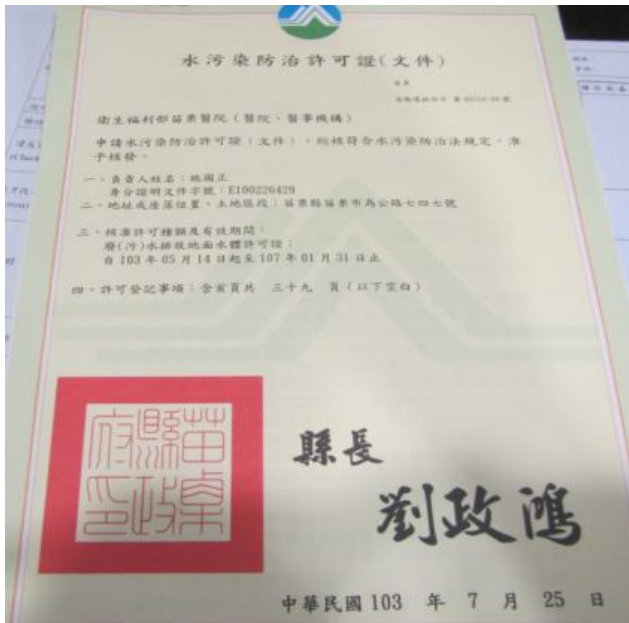 水污染防治許可證(文件)
首頁
衛生福利部苗栗醫院(醫院、醫事機構)
申請水污染防治許可證(文件),經核符合水污染防治法規定,准
予核發。
一、負責人姓名:施國正
身分證明文件字號:E100226429
二、地址或座落位置、土地區段:苗栗縣苗栗市為公路七四七號
三、核准許可種類及有效期間:
廢(污)水排放地面水體許可證:
自103年05月14日起至107年01月31日止
四、許可登記事項:含首頁共 三十九 頁(以下空白)
苗栗縣政府印
縣長
劉政鴻
中華民國 103 年 7 月 25 日